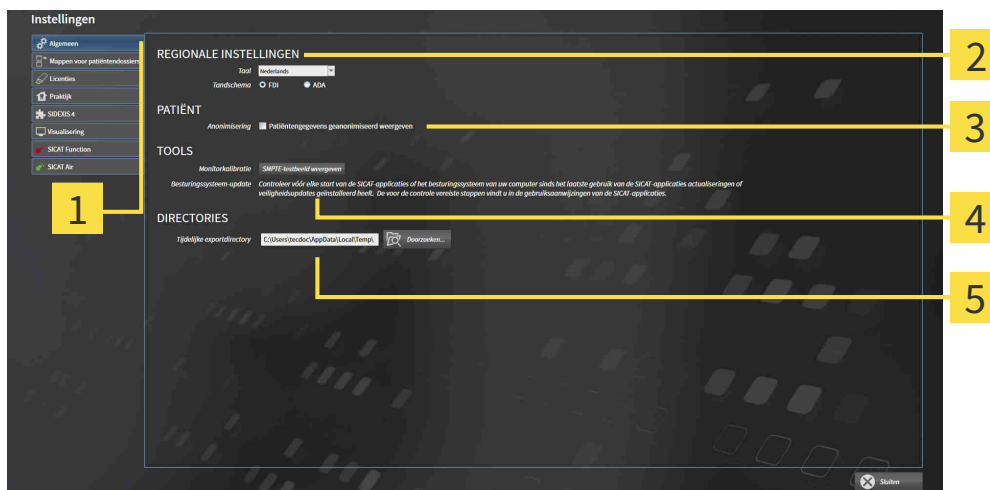 Instellingen
Algemeen
Mappen voor patiëntendossiers
Licenties
Praktijk
SIDEXIS 4
Visualisering
SICAT Function
SICAT Air
1
REGIONALE INSTELLINGEN
2
Taal Nederlands
Tandschema FDI ADA
PATIËNT
Anonimisering Patiëntengegevens geanonimiseerd weergeven
3
TOOLS
Monitorkalibratie SMPTE-testbeeld weergeven
Besturingssysteem-update Controleer vóór elke start van de SICAT-applicaties of het besturingssysteem van uw computer sinds het laatste gebruik van de SICAT-applicaties actualiseringen of
veiligheidsupdates geïnstalleerd heeft. De voor de controle vereiste stappen vindt u in de gebruiksaanwijzingen van de SICAT-applicaties.
4
DIRECTORIES
Tijdelijke exportdirectory C:\Users\tecdoc\AppData\Local\Temp\ Doorzoeken...
5
Sluiten